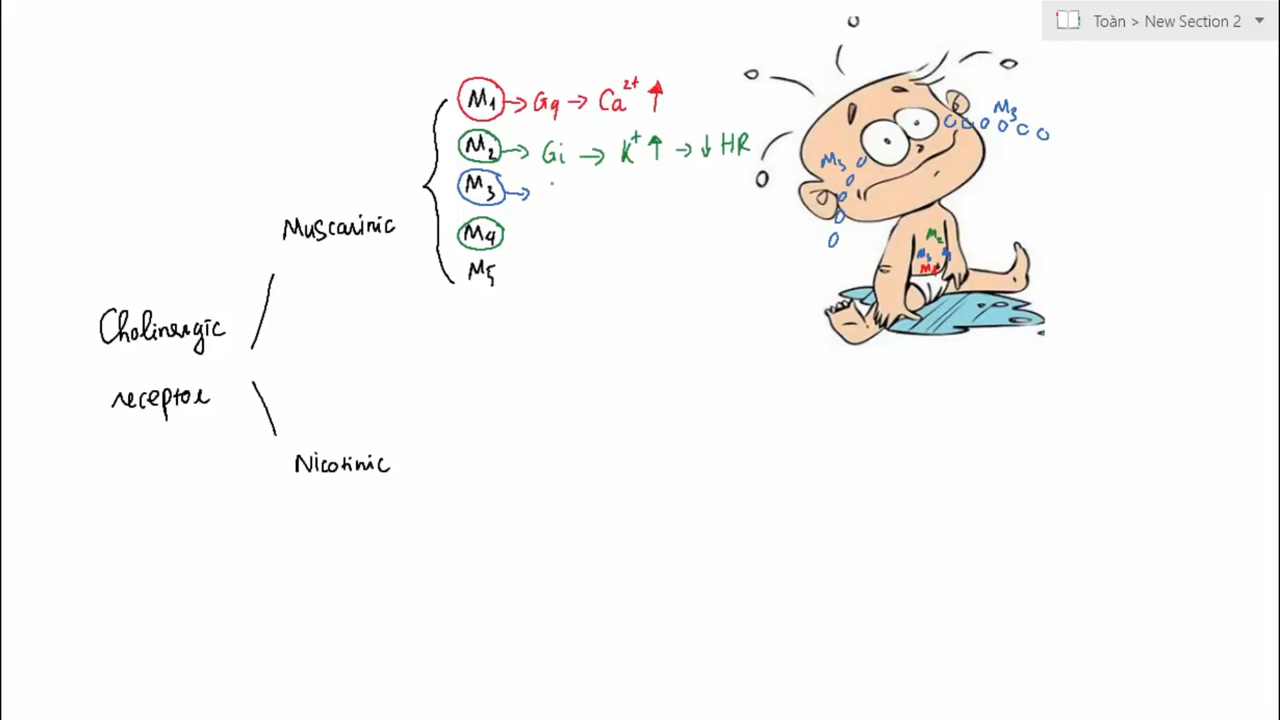 Toàn > New Section 2
M1 → Gq → Ca2+ ↑
M2 → Gi → K+ ↑ → ↓ HR
M3 →
M4
M5
Muscarinic
Cholinergic
receptor
Nicotinic
M3
M3
M2